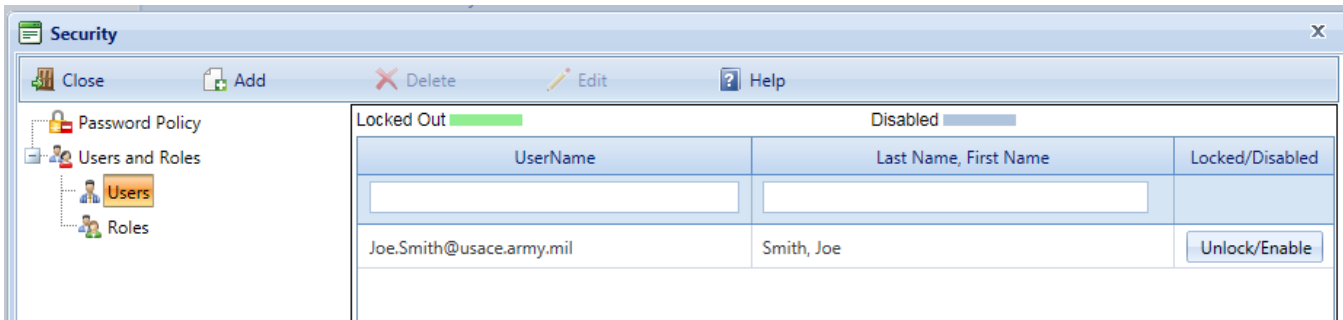 Security x
Close Add Delete Edit ? Help
Password Policy
Users and Roles
Users
Roles
Locked Out Disabled
UserName Last Name, First Name Locked/Disabled
Joe.Smith@usace.army.mil Smith, Joe Unlock/Enable